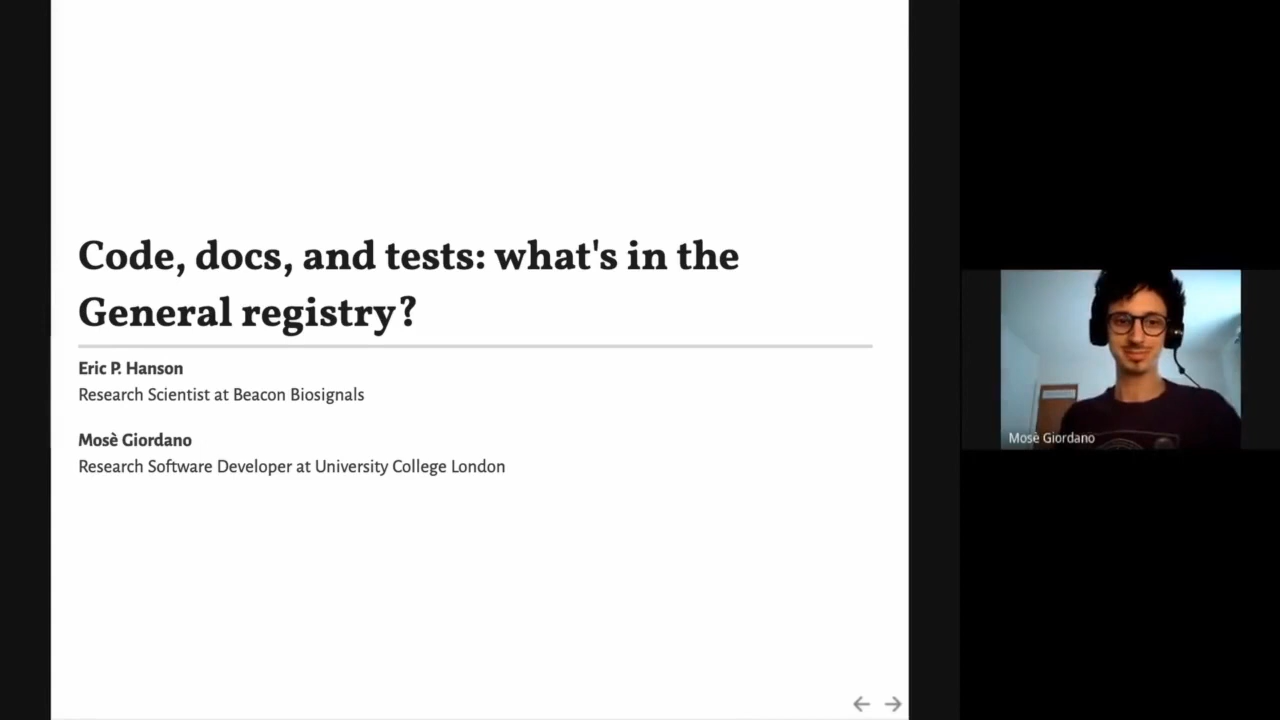 Code, docs, and tests: what's in the
General registry?
Eric P. Hanson
Research Scientist at Beacon Biosignals
Mosè Giordano
Research Software Developer at University College London
Mosè Giordano